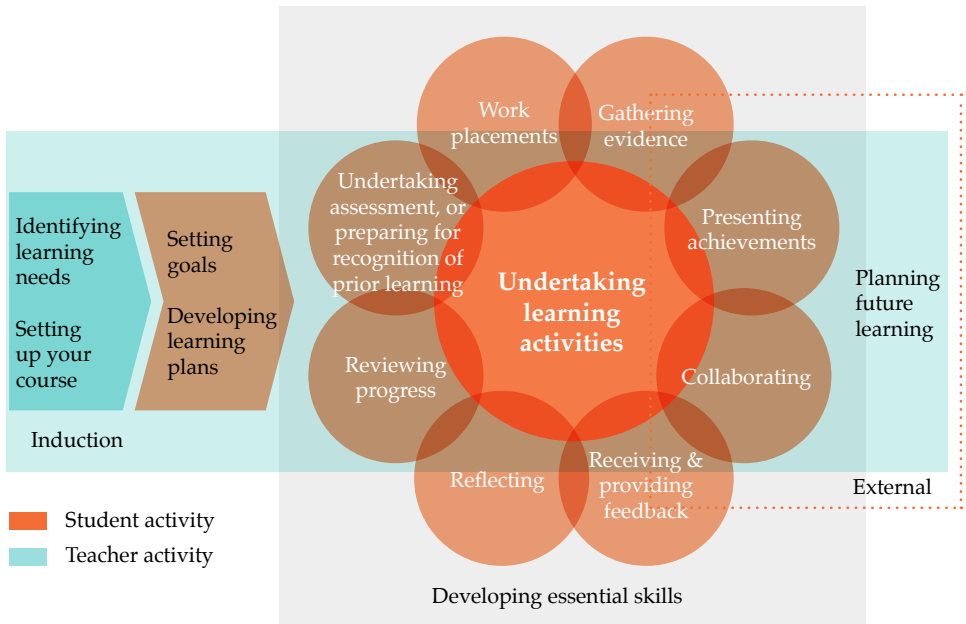 Work
placements
Gathering
evidence
Identifying
learning
needs
Setting
up your
course
Setting
goals
Developing
learning
plans
Undertaking
assessment, or
preparing for
recognition of
prior learning
Presenting
achievements
Undertaking
learning
activities
Planning
future
learning
Reviewing
progress
Collaborating
Induction
Reflecting
Receiving &
providing
feedback
External
Student activity
Teacher activity
Developing essential skills